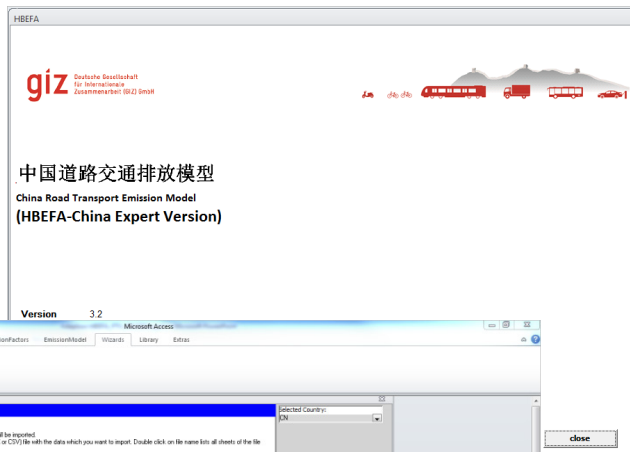 HBEFA
giz
Deutsche Gesellschaft
für Internationale
Zusammenarbeit (GIZ) GmbH
中国道路交通排放模型
China Road Transport Emission Model
(HBEFA-China Expert Version)
Version 3.2
Microsoft Access
ionFactors EmissionModel Wizards Library Extras
Selected Country:
CN
ll be imported.
or CSV) file with the data which you want to import. Double click on file name lists all sheets of the file
close